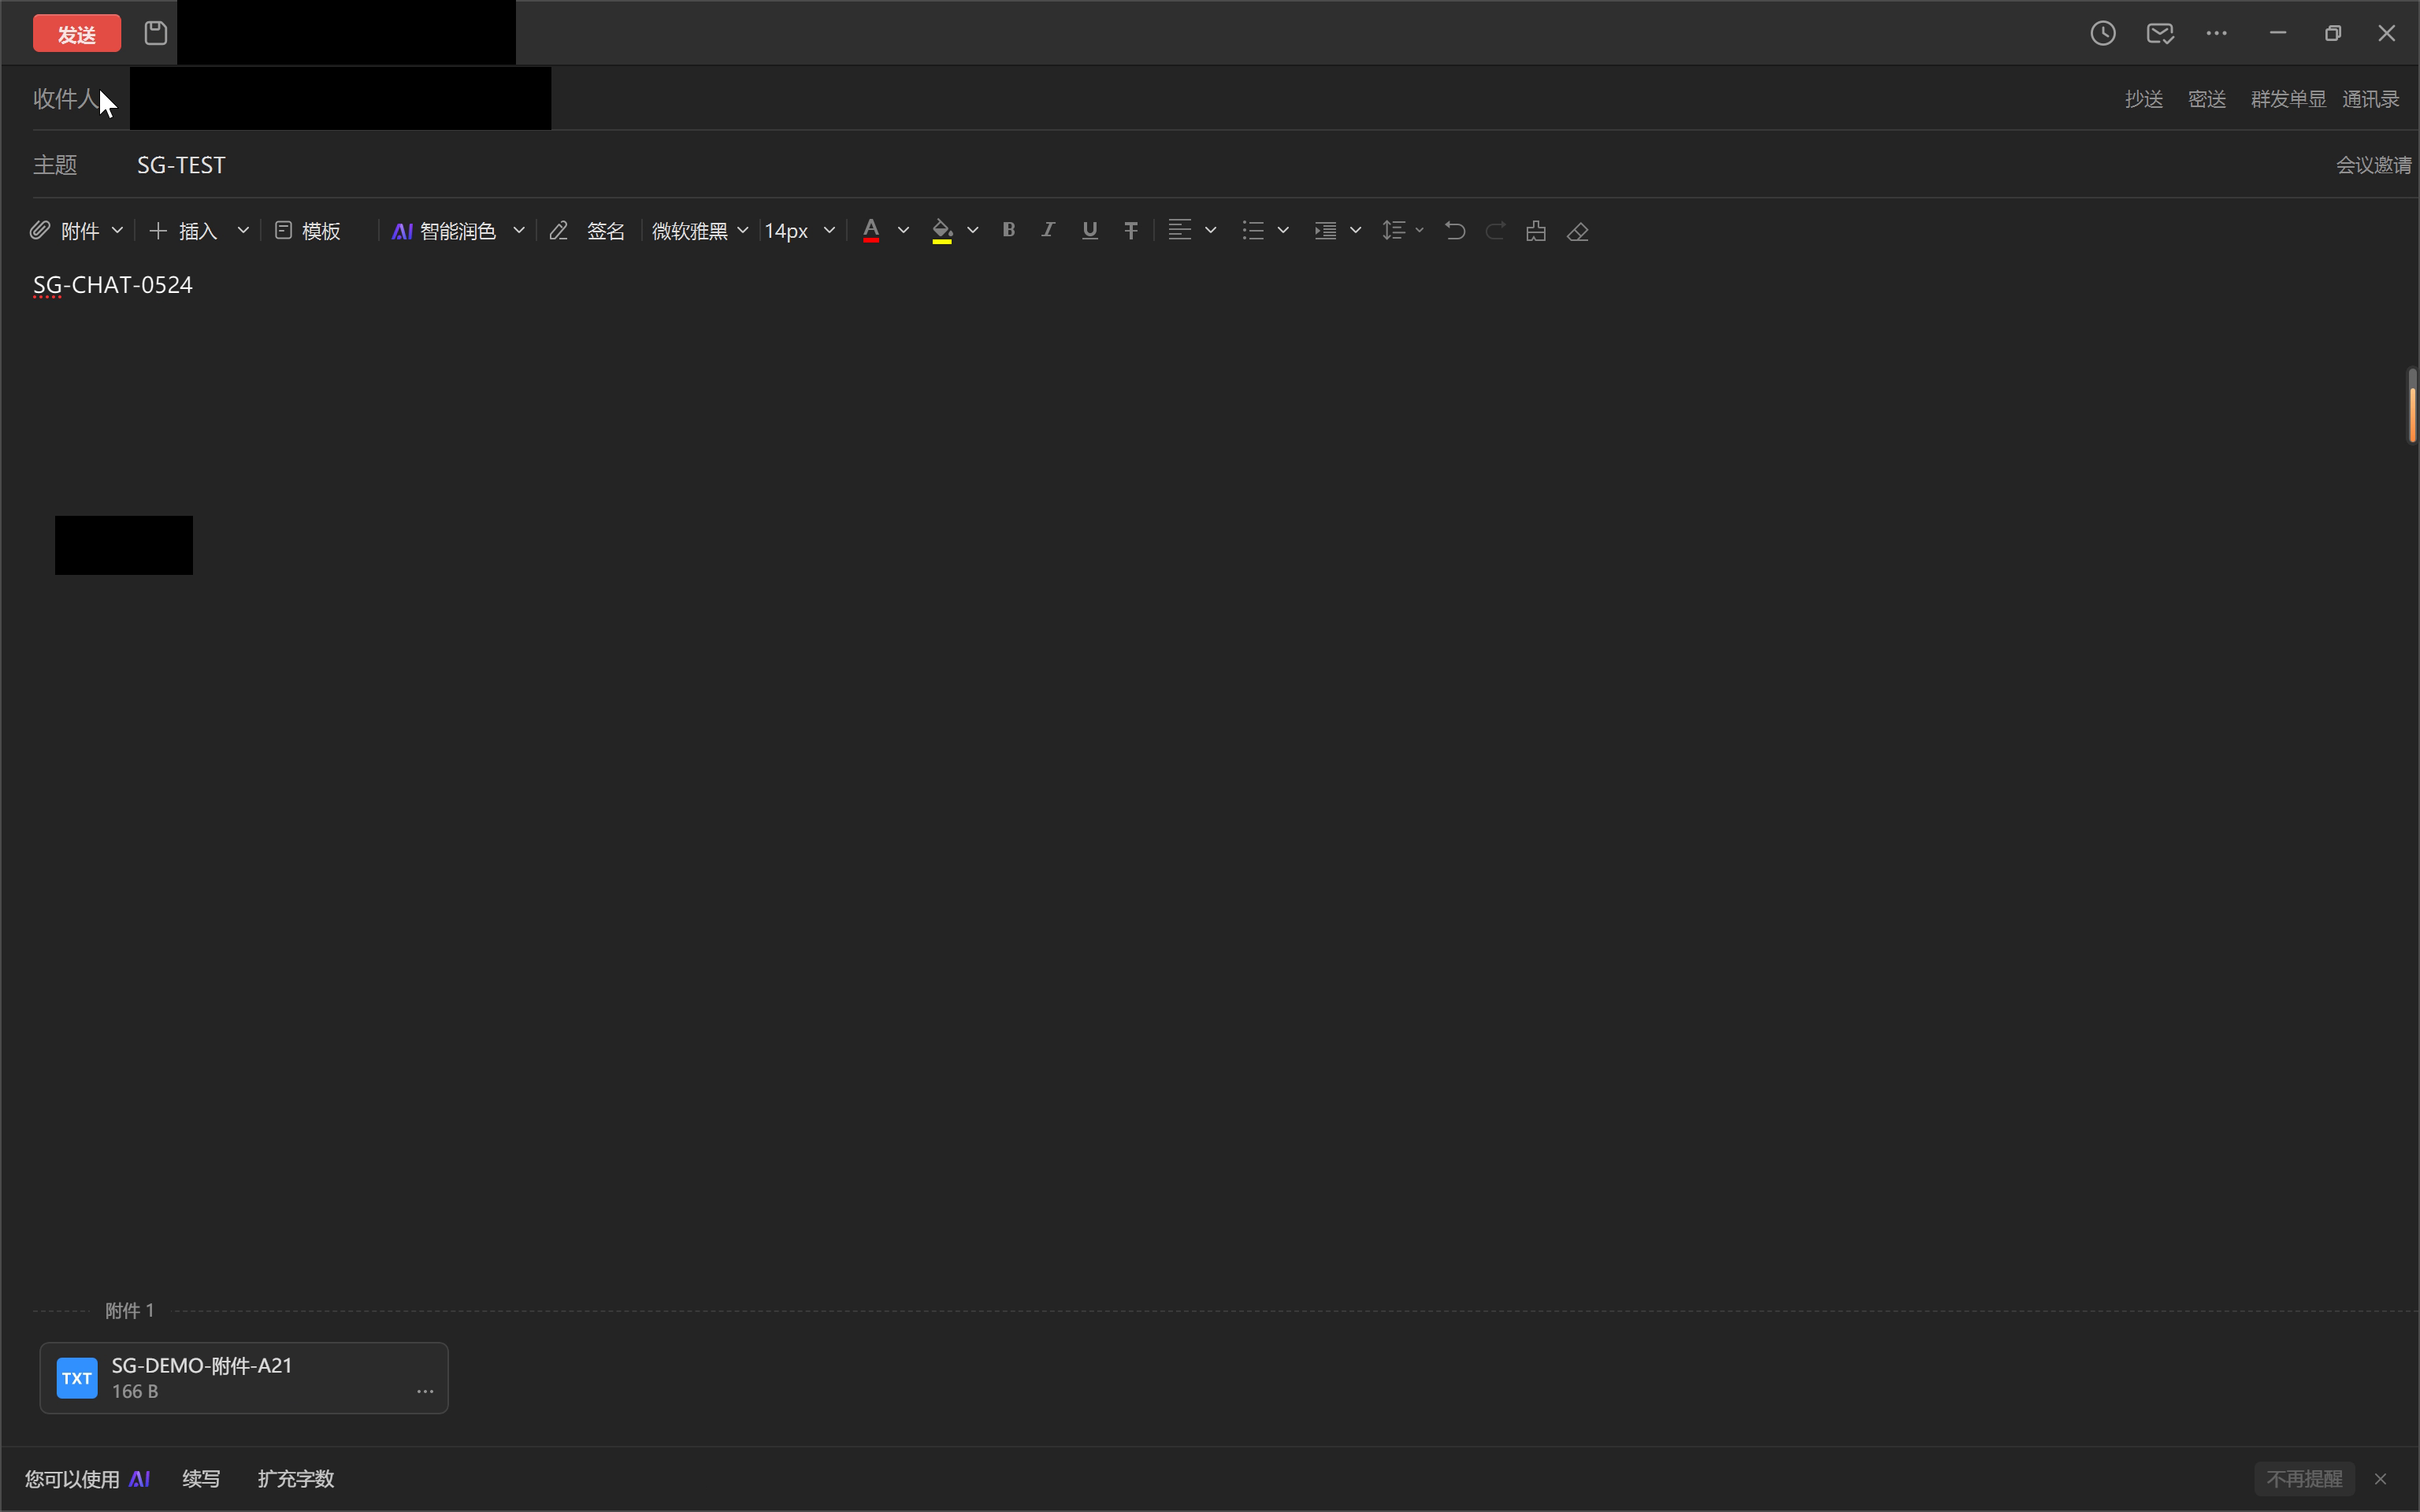 发送
收件人 抄送 密送 群发单显 通讯录
主题 SG-TEST 会议邀请
附件 插入 模板 AI 智能润色 签名 微软雅黑 14px A B I U T
SG-CHAT-0524
附件 1
TXT SG-DEMO-附件-A21
166 B
您可以使用 AI 续写 扩充字数 不再提醒